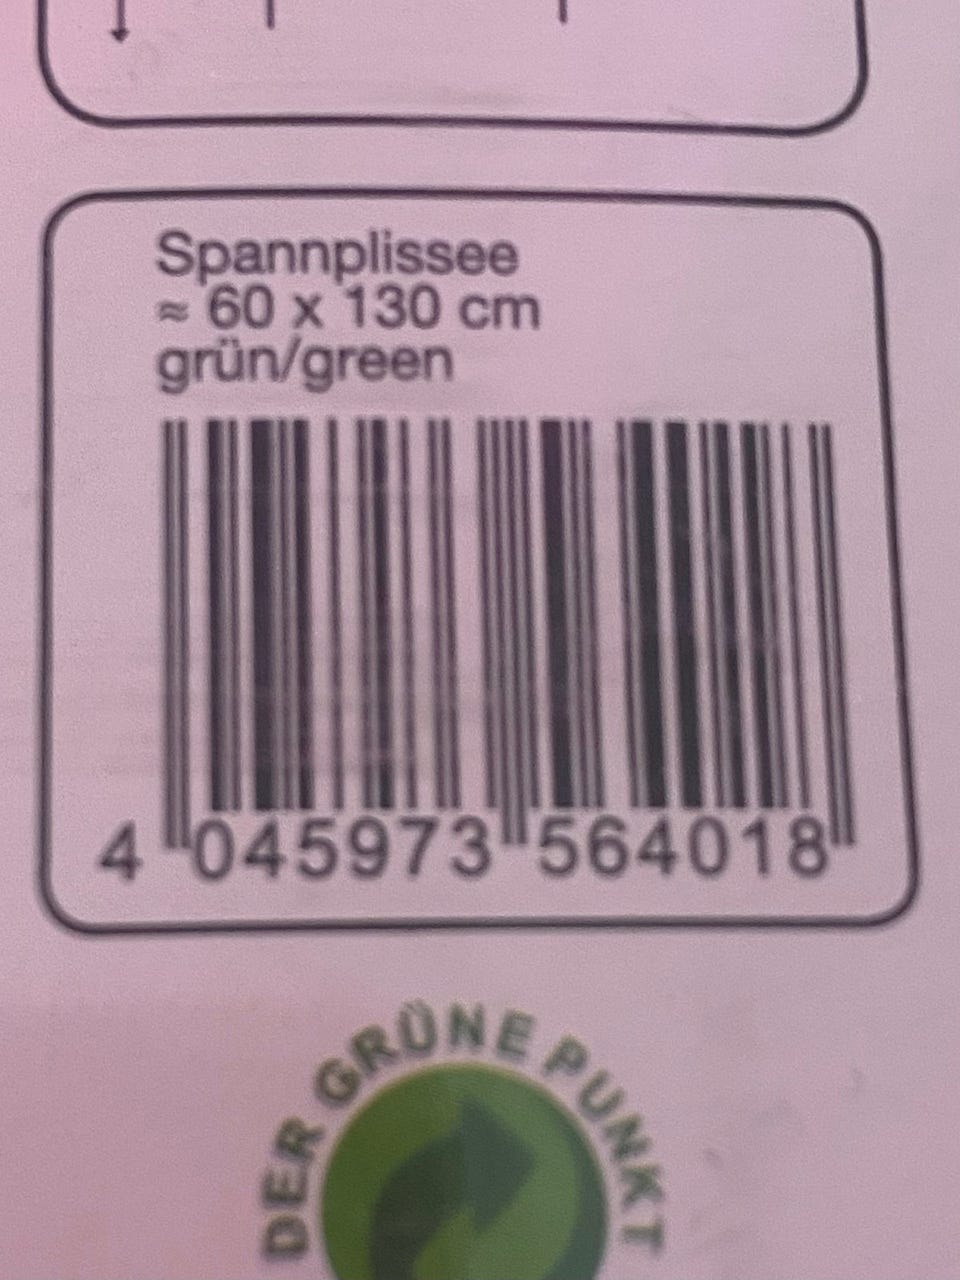 Spannplissee
≈ 60 x 130 cm
grün/green
4 045973 564018
DER GRÜNE PUNKT